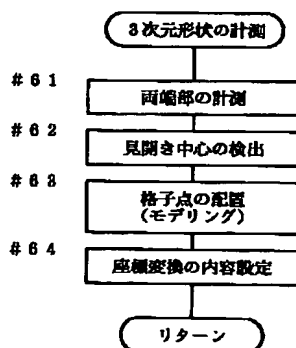 3次元形状の計測
#61
両端部の計測
#62
見開き中心の検出
#63
格子点の配置
(モデリング)
#64
座標変換の内容設定
リターン